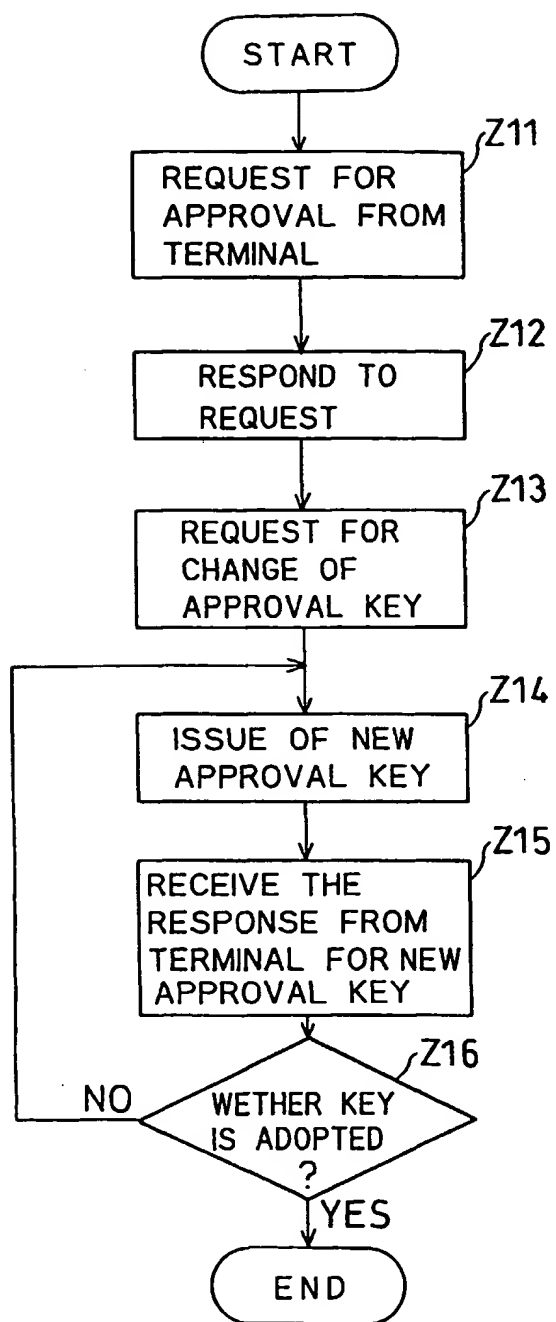 START
Z11
REQUEST FOR
APPROVAL FROM
TERMINAL
Z12
RESPOND TO
REQUEST
Z13
REQUEST FOR
CHANGE OF
APPROVAL KEY
Z14
ISSUE OF NEW
APPROVAL KEY
Z15
RECEIVE THE
RESPONSE FROM
TERMINAL FOR NEW
APPROVAL KEY
Z16
NO
WETHER KEY
IS ADOPTED
?
YES
END